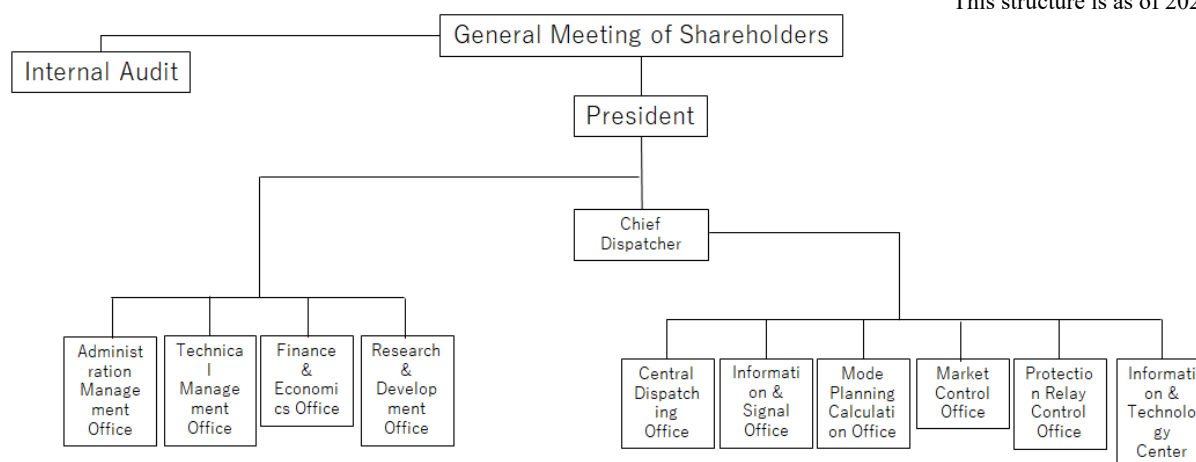 This structure is as of 202
General Meeting of Shareholders
Internal Audit
President
Chief
Dispatcher
Administ
ration
Manage
ment
Office
Technica
l
Manage
ment
Office
Finance
&
Economi
cs Office
Research
&
Develop
ment
Office
Central
Dispatch
ing
Office
Informati
on &
Signal
Office
Mode
Planning
Calculati
on Office
Market
Control
Office
Protectio
n Relay
Control
Office
Informati
on &
Technolo
gy
Center